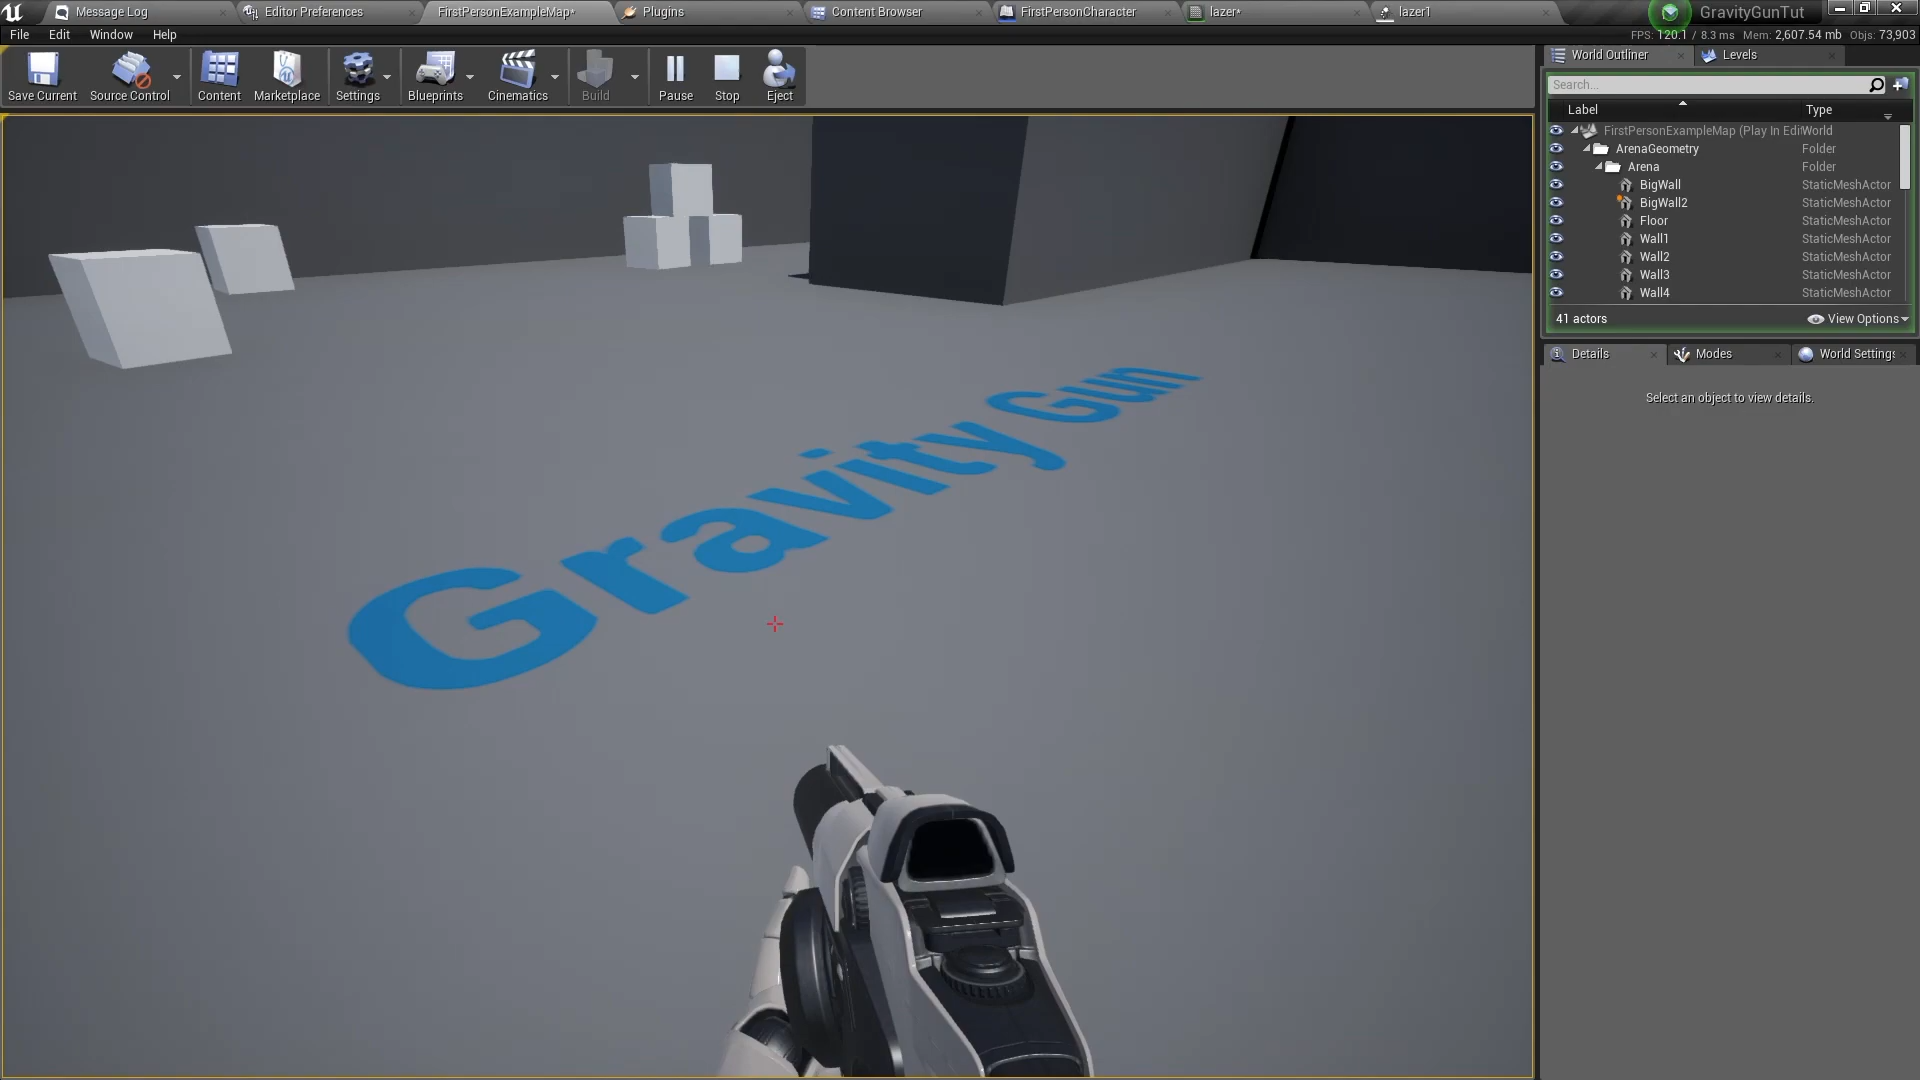 Message Log
Editor Preferences
FirstPersonExampleMap*
Plugins
Content Browser
FirstPersonCharacter
lazer*
lazer1
GravityGunTut
File Edit Window Help
FPS: 120.1 / 8.3 ms Mem: 2,607.54 mb Objs: 73,903
Save Current
Source Control
Content
Marketplace
Settings
Blueprints
Cinematics
Build
Pause
Stop
Eject
World Outliner
Levels
Search...
Label Type
FirstPersonExampleMap (Play In Edi World
ArenaGeometry Folder
Arena Folder
BigWall StaticMeshActor
BigWall2 StaticMeshActor
Floor StaticMeshActor
Wall1 StaticMeshActor
Wall2 StaticMeshActor
Wall3 StaticMeshActor
Wall4 StaticMeshActor
41 actors View Options
Details
Modes
World Settings
Select an object to view details.
Gravity Gun